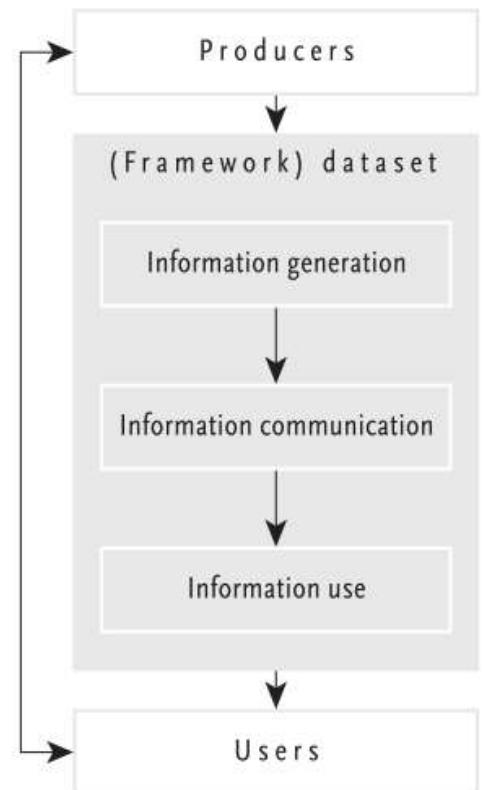 Producers
(Framework) dataset
Information generation
Information communication
Information use
Users